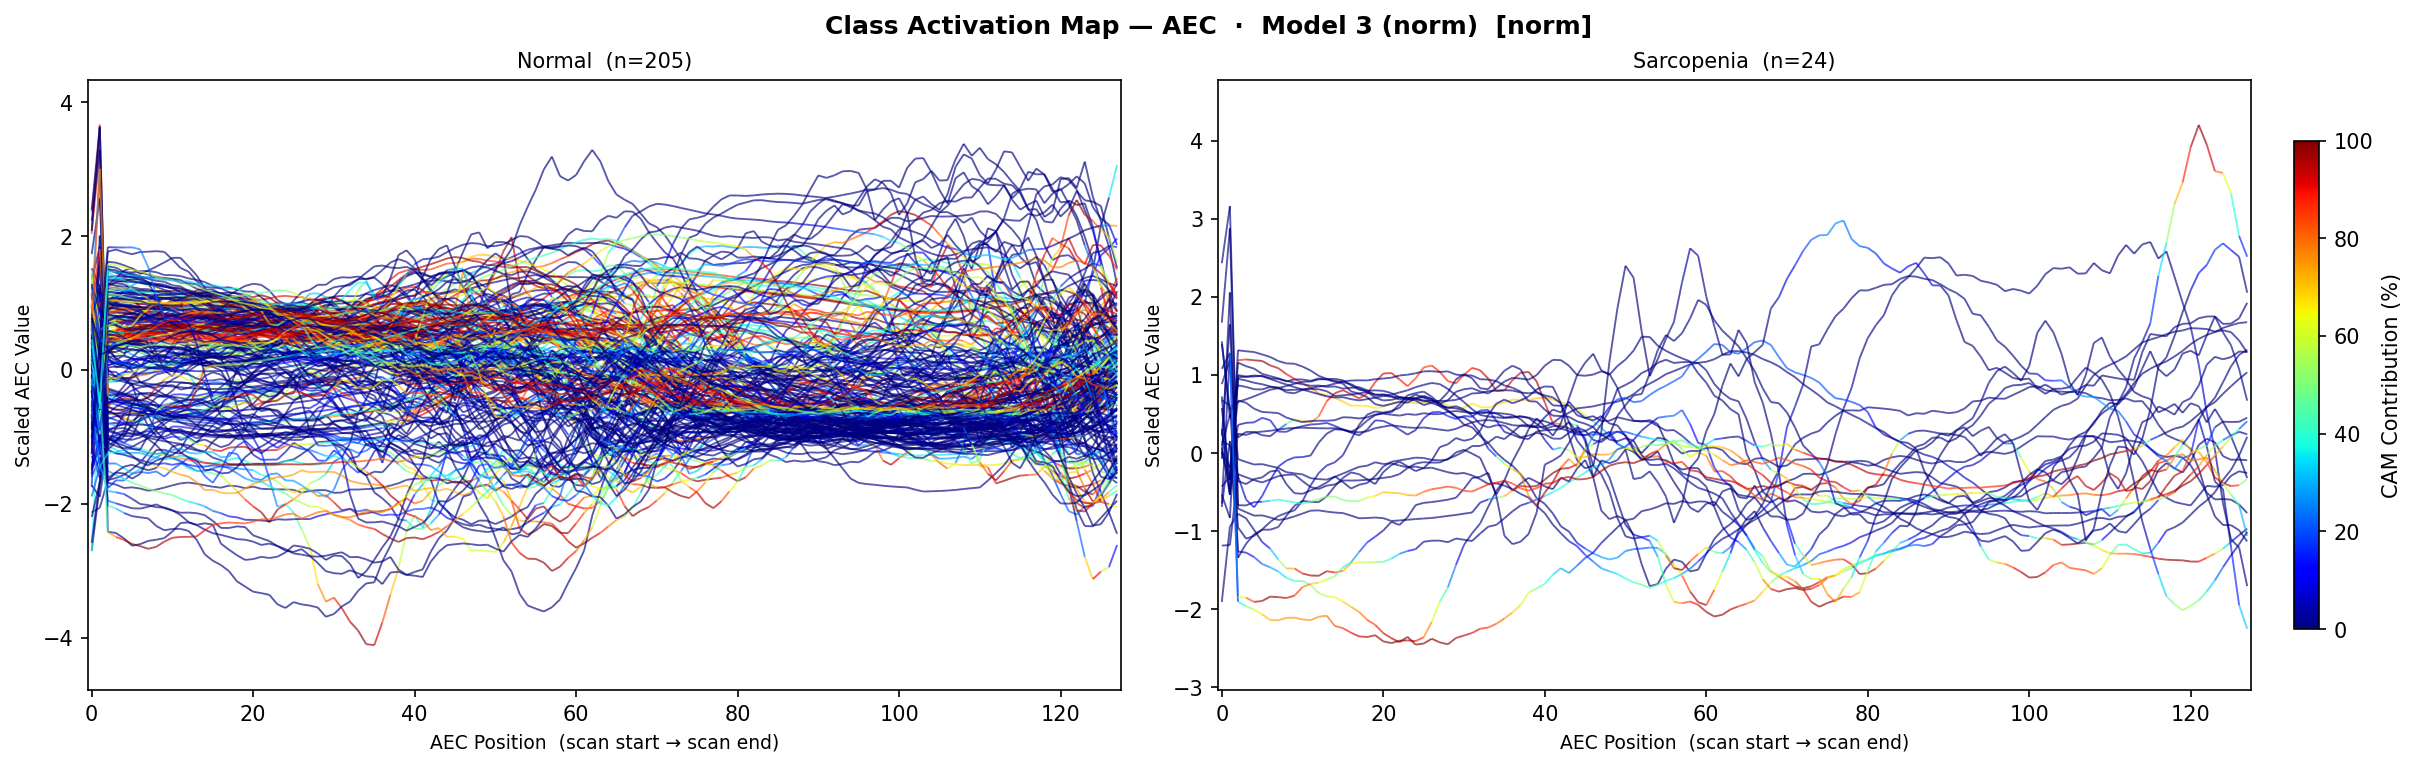 Class Activation Map — AEC · Model 3 (norm) [norm]
Normal (n=205)
Scaled AEC Value
4
2
0
−2
−4
0 20 40 60 80 100 120
AEC Position (scan start → scan end)
Sarcopenia (n=24)
Scaled AEC Value
4
3
2
1
0
−1
−2
−3
0 20 40 60 80 100 120
AEC Position (scan start → scan end)
100
80
60
40
20
0
CAM Contribution (%)